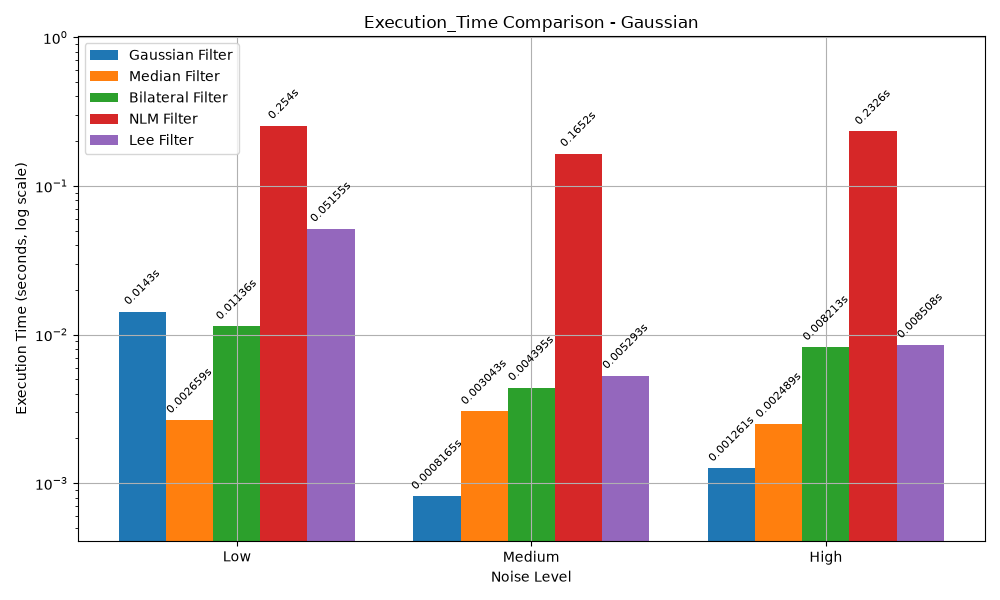 Execution_Time Comparison - Gaussian
Gaussian Filter
Median Filter
Bilateral Filter
NLM Filter
Lee Filter
Execution Time (seconds, log scale)
10⁰
10⁻¹
10⁻²
10⁻³
0.0143s
0.002659s
0.01136s
0.254s
0.05155s
0.0008165s
0.003043s
0.004395s
0.1652s
0.005293s
0.001261s
0.002489s
0.008213s
0.2326s
0.008508s
Low
Medium
High
Noise Level